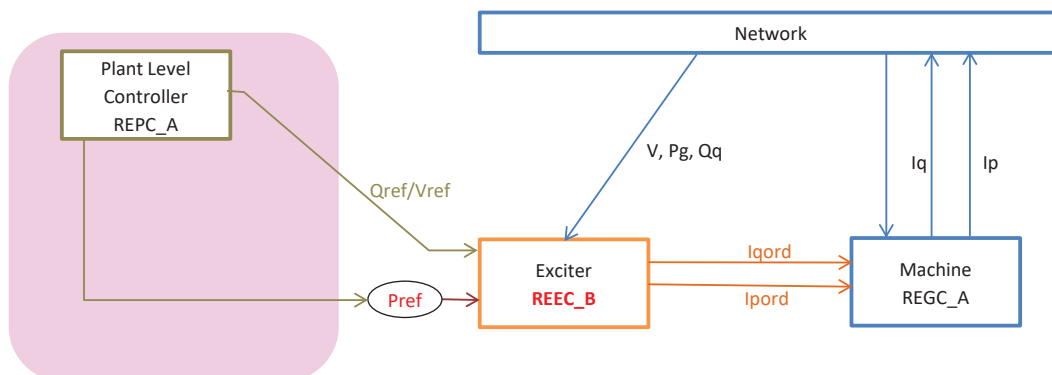 Network
Plant Level
Controller
REPC_A
V, Pg, Qq
Iq
Ip
Qref/Vref
Iqord
Exciter
REEC_B
Machine
REGC_A
Pref
Ipord